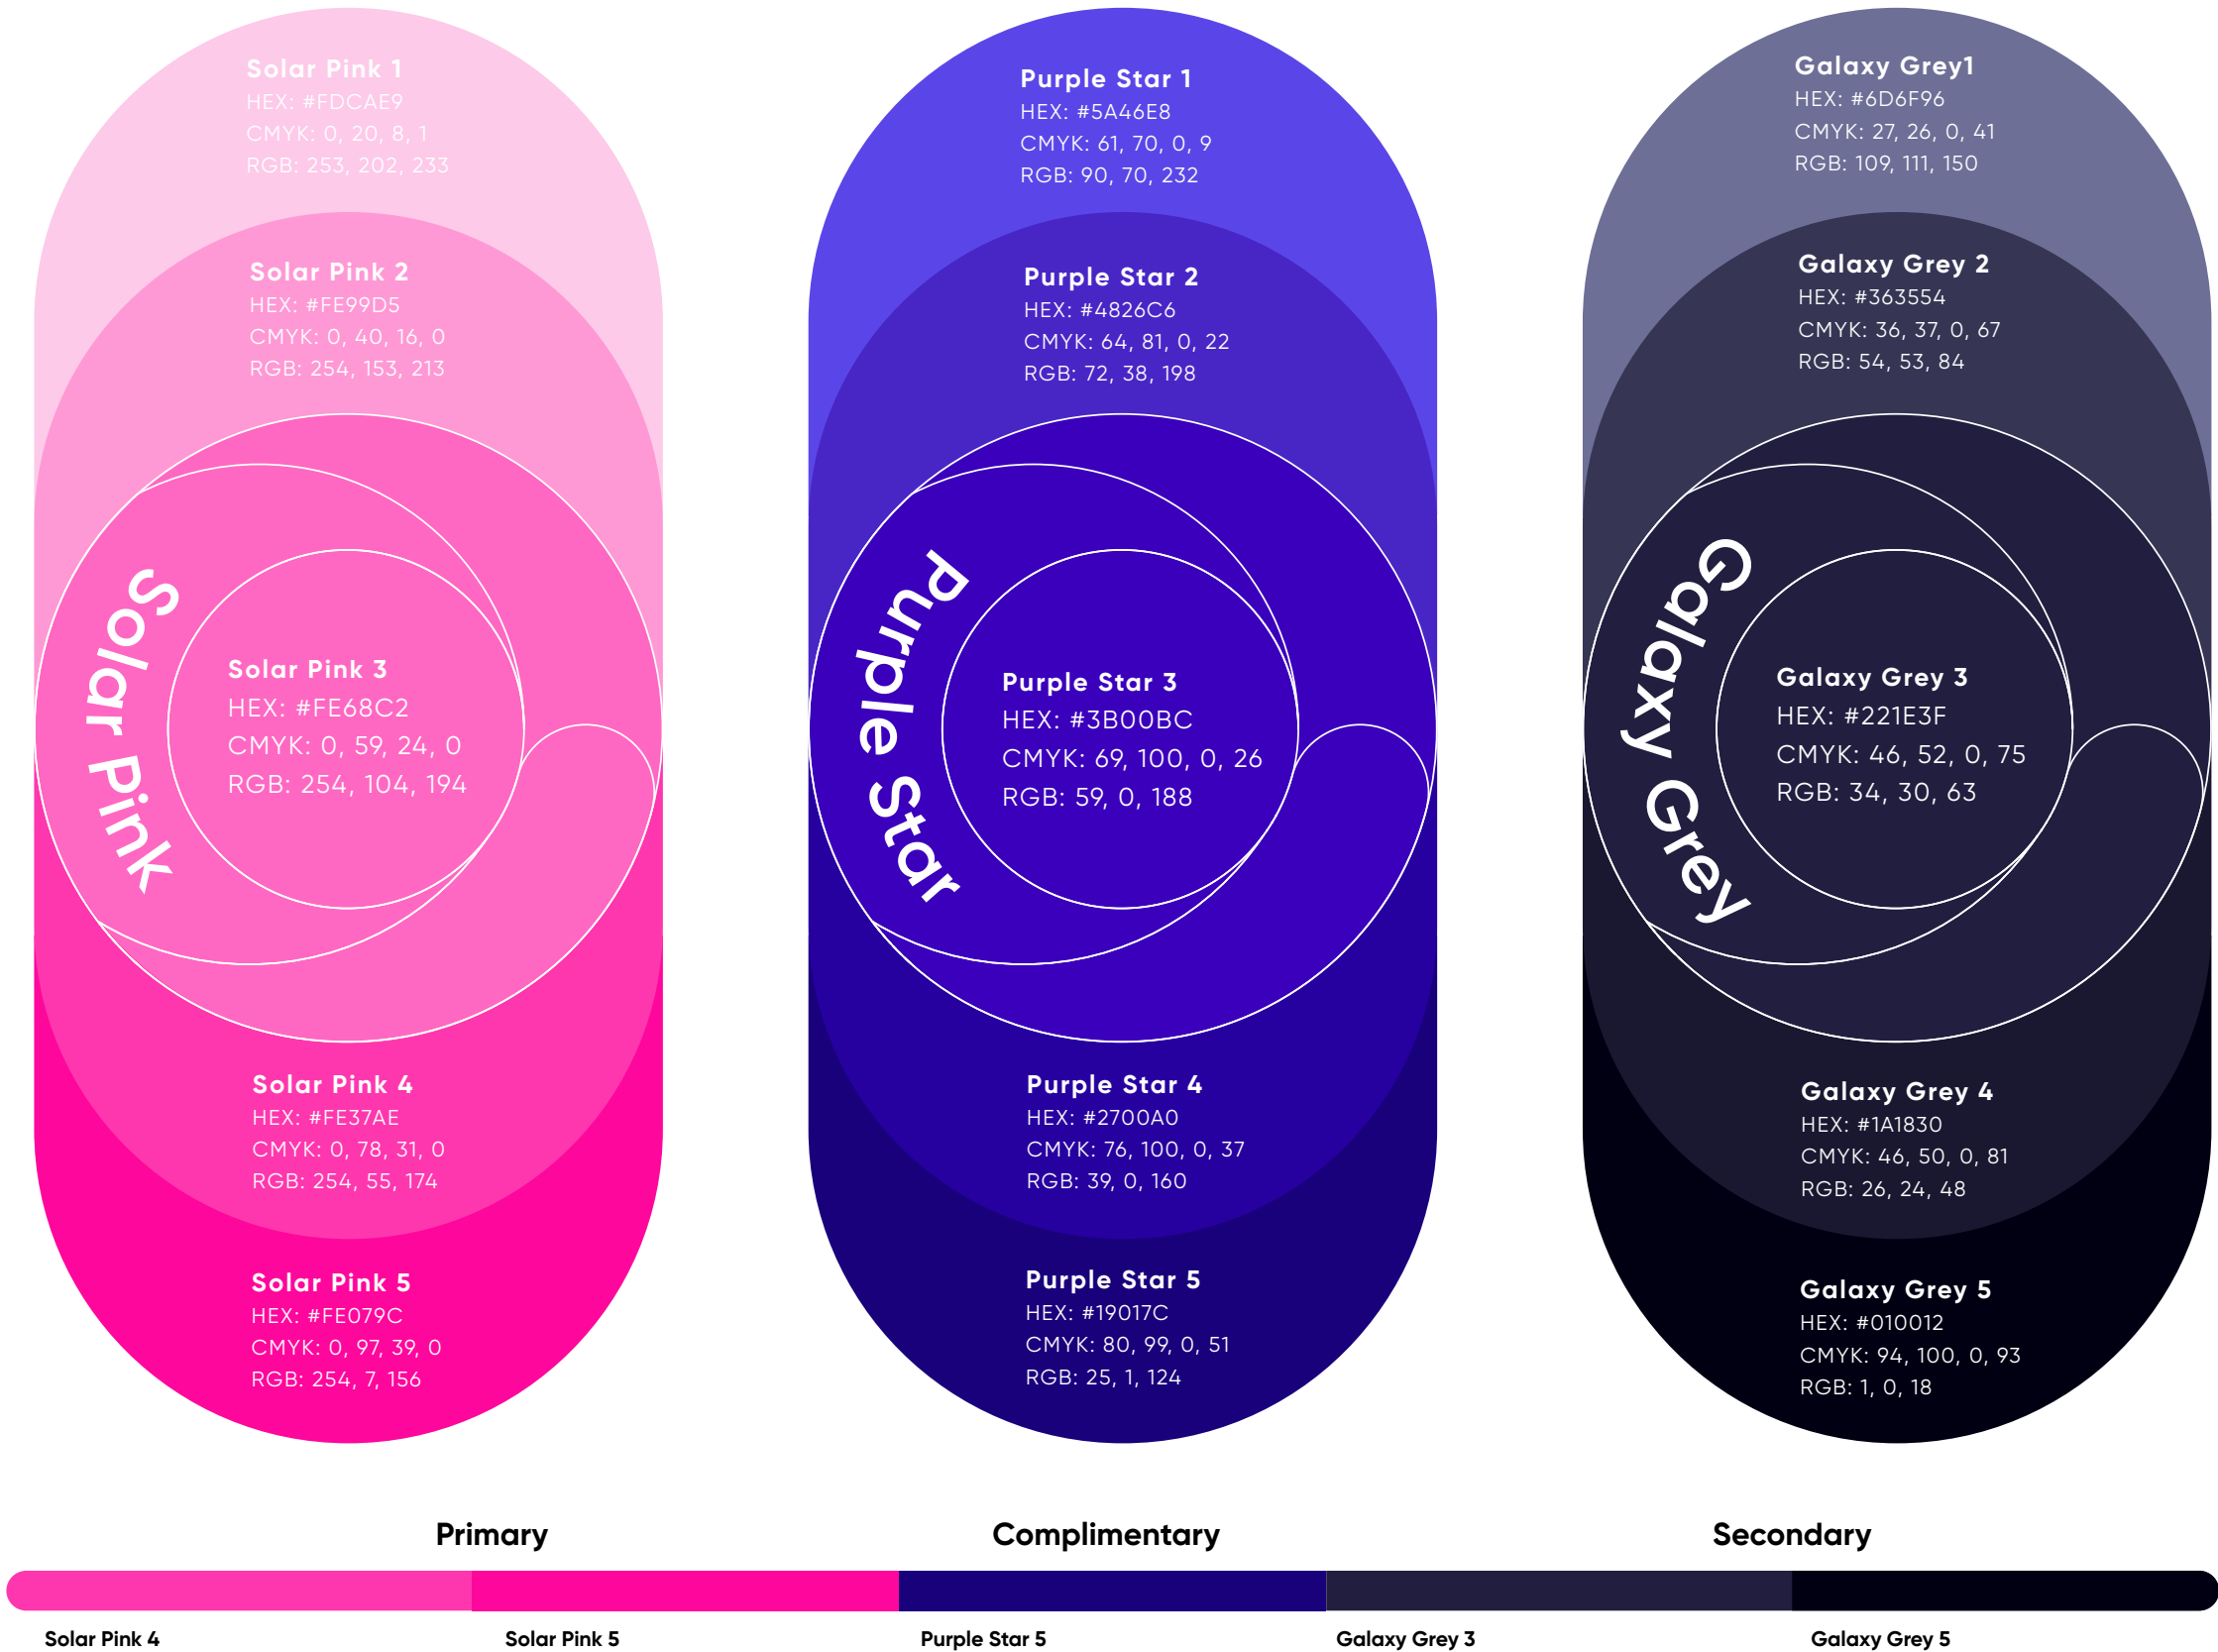 Solar Pink 1
HEX: #FDCAE9
CMYK: 0, 20, 8, 1
RGB: 253, 202, 233
Solar Pink 2
HEX: #FE99D5
CMYK: 0, 40, 16, 0
RGB: 254, 153, 213
Solar Pink
Solar Pink 3
HEX: #FE68C2
CMYK: 0, 59, 24, 0
RGB: 254, 104, 194
Solar Pink 4
HEX: #FE37AE
CMYK: 0, 78, 31, 0
RGB: 254, 55, 174
Solar Pink 5
HEX: #FE079C
CMYK: 0, 97, 39, 0
RGB: 254, 7, 156
Purple Star 1
HEX: #5A46E8
CMYK: 61, 70, 0, 9
RGB: 90, 70, 232
Purple Star 2
HEX: #4826C6
CMYK: 64, 81, 0, 22
RGB: 72, 38, 198
Purple Star
Purple Star 3
HEX: #3B00BC
CMYK: 69, 100, 0, 26
RGB: 59, 0, 188
Purple Star 4
HEX: #2700A0
CMYK: 76, 100, 0, 37
RGB: 39, 0, 160
Purple Star 5
HEX: #19017C
CMYK: 80, 99, 0, 51
RGB: 25, 1, 124
Galaxy Grey1
HEX: #6D6F96
CMYK: 27, 26, 0, 41
RGB: 109, 111, 150
Galaxy Grey 2
HEX: #363554
CMYK: 36, 37, 0, 67
RGB: 54, 53, 84
Galaxy Grey
Galaxy Grey 3
HEX: #221E3F
CMYK: 46, 52, 0, 75
RGB: 34, 30, 63
Galaxy Grey 4
HEX: #1A1830
CMYK: 46, 50, 0, 81
RGB: 26, 24, 48
Galaxy Grey 5
HEX: #010012
CMYK: 94, 100, 0, 93
RGB: 1, 0, 18
Primary
Complimentary
Secondary
Solar Pink 4
Solar Pink 5
Purple Star 5
Galaxy Grey 3
Galaxy Grey 5